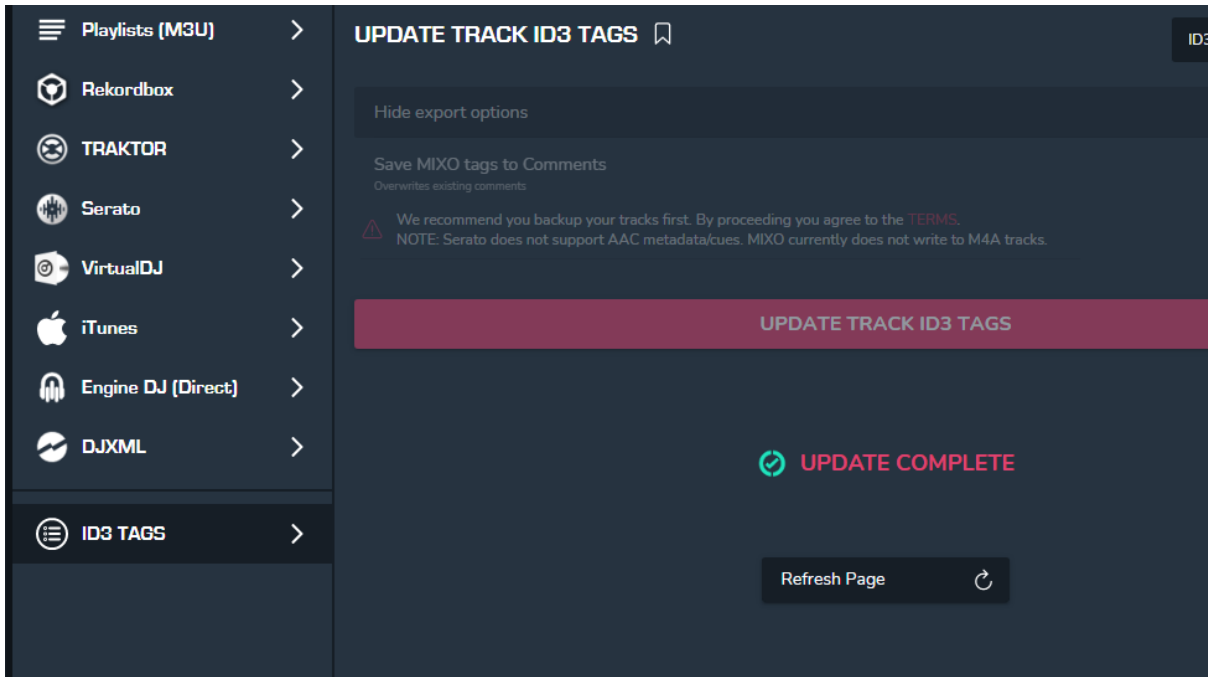 Playlists (M3U)
Rekordbox
TRAKTOR
Serato
VirtualDJ
iTunes
Engine DJ (Direct)
DJXML
ID3 TAGS
UPDATE TRACK ID3 TAGS
ID3
Hide export options
Save MIXO tags to Comments
Overwrites existing comments
We recommend you backup your tracks first. By proceeding you agree to the TERMS.
NOTE: Serato does not support AAC metadata/cues. MIXO currently does not write to M4A tracks.
UPDATE TRACK ID3 TAGS
UPDATE COMPLETE
Refresh Page